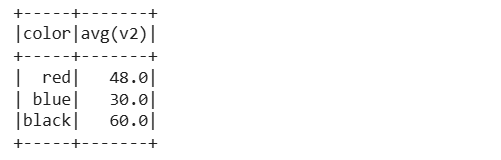 +-----+-------+
|color|avg(v2)|
+-----+-------+
|  red|   48.0|
| blue|   30.0|
|black|   60.0|
+-----+-------+